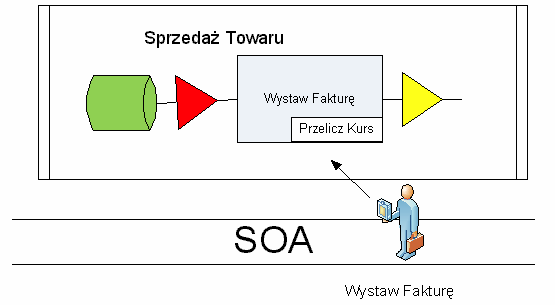 Sprzedaż Towaru
Wystaw Fakturę
Przelicz Kurs
SOA
Wystaw Fakturę